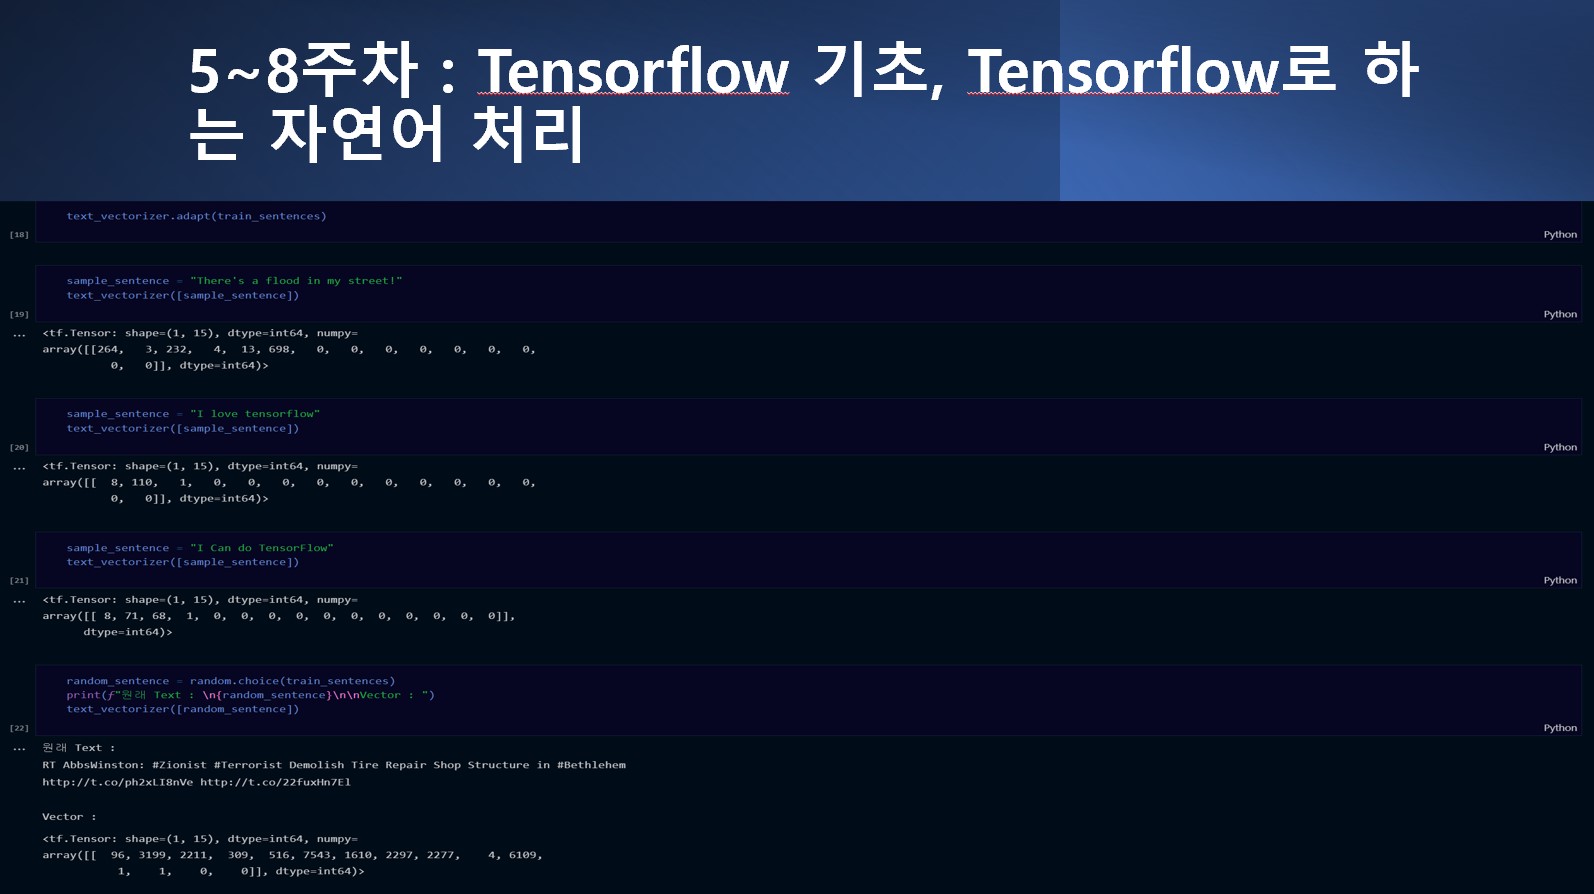 5~8주차 : Tensorflow 기초, Tensorflow로 하
는 자연어 처리
text_vectorizer.adapt(train_sentences)
[18]
Python
sample_sentence = "There's a flood in my street!"
text_vectorizer([sample_sentence])
[19]
Python
... <tf.Tensor: shape=(1, 15), dtype=int64, numpy=
array([[264,   3, 232,   4,  13, 698,   0,   0,   0,   0,   0,   0,   0,
          0,   0]], dtype=int64)>
sample_sentence = "I love tensorflow"
text_vectorizer([sample_sentence])
[20]
Python
... <tf.Tensor: shape=(1, 15), dtype=int64, numpy=
array([[  8, 110,   1,   0,   0,   0,   0,   0,   0,   0,   0,   0,   0,
          0,   0]], dtype=int64)>
sample_sentence = "I Can do TensorFlow"
text_vectorizer([sample_sentence])
[21]
Python
... <tf.Tensor: shape=(1, 15), dtype=int64, numpy=
array([[ 8, 71, 68,  1,  0,  0,  0,  0,  0,  0,  0,  0,  0,  0,  0]],
      dtype=int64)>
random_sentence = random.choice(train_sentences)
print(f"원래 Text : \n{random_sentence}\n\nVector : ")
text_vectorizer([random_sentence])
[22]
Python
... 원래 Text :
RT AbbsWinston: #Zionist #Terrorist Demolish Tire Repair Shop Structure in #Bethlehem
http://t.co/ph2xLI8nVe http://t.co/22fuxHn7El
Vector :
<tf.Tensor: shape=(1, 15), dtype=int64, numpy=
array([[  96, 3199, 2211,  309,  516, 7543, 1610, 2297, 2277,    4, 6109,
           1,    1,    0,    0]], dtype=int64)>